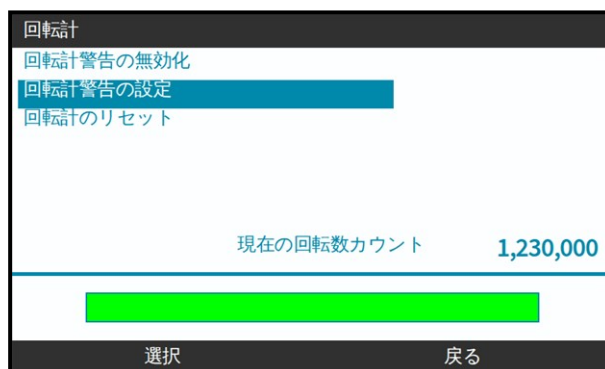 回転計
回転計警告の無効化
回転計警告の設定
回転計のリセット
現在の回転数カウント 1,230,000
選択 戻る